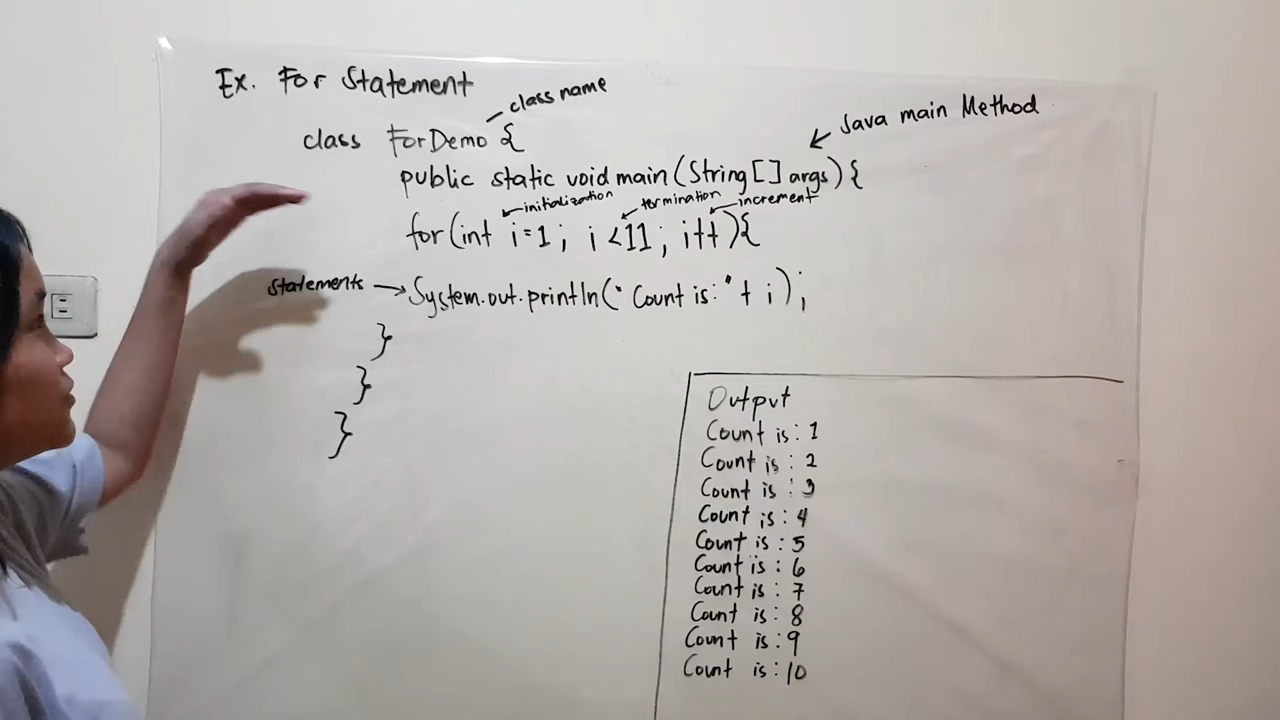 Ex. For Statement
class name
class ForDemo {
Java main Method
public static void main(String[] args){
initialization termination increment
for(int i=1; i <11; i++){
statements
System.out.println("Count is:" + i);
}
}
}
Output
Count is: 1
Count is: 2
Count is: 3
Count is: 4
Count is: 5
Count is: 6
Count is: 7
Count is: 8
Count is: 9
Count is: 10